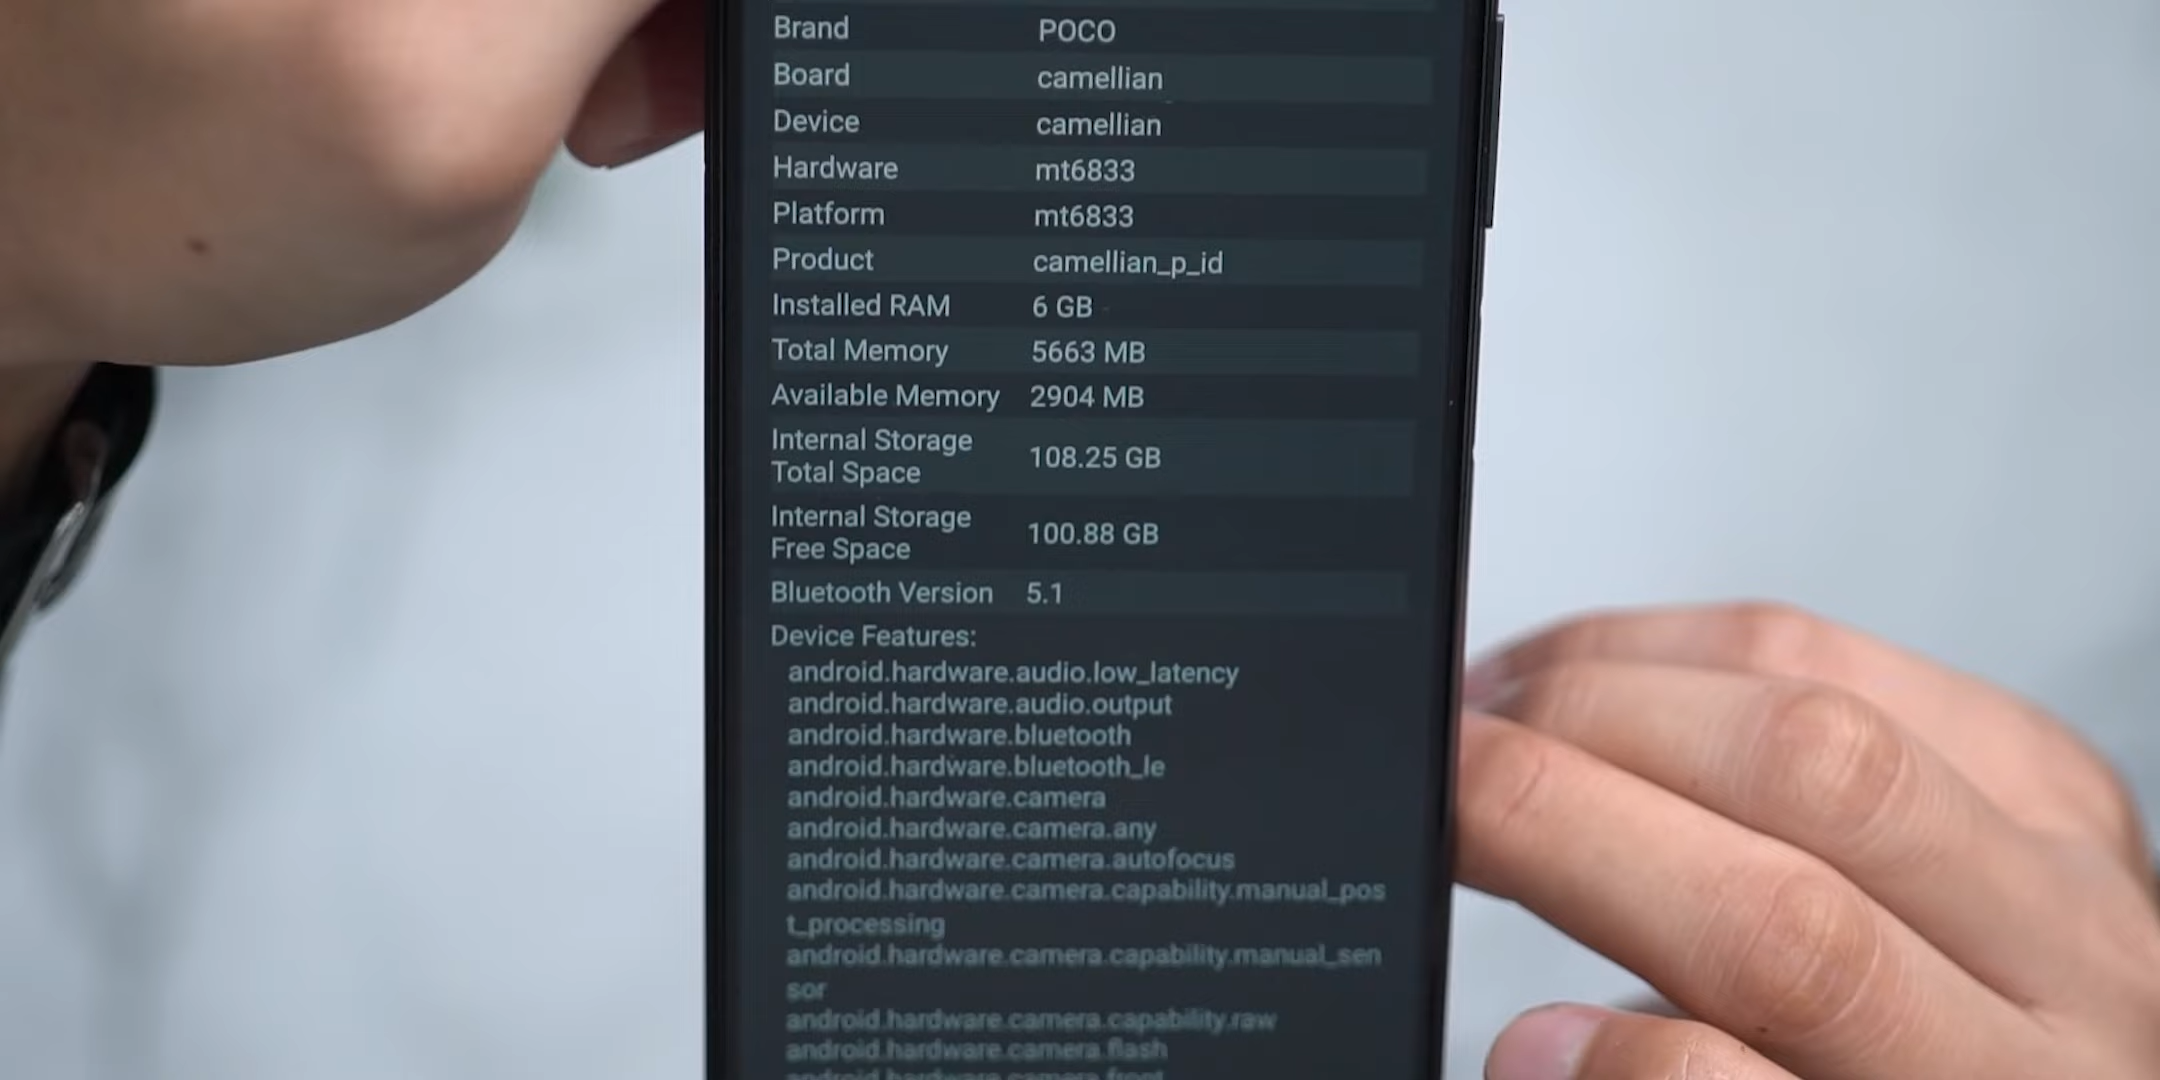 Brand POCO
Board camellian
Device camellian
Hardware mt6833
Platform mt6833
Product camellian_p_id
Installed RAM 6 GB
Total Memory 5663 MB
Available Memory 2904 MB
Internal Storage
Total Space 108.25 GB
Internal Storage
Free Space 100.88 GB
Bluetooth Version 5.1
Device Features:
android.hardware.audio.low_latency
android.hardware.audio.output
android.hardware.bluetooth
android.hardware.bluetooth_le
android.hardware.camera
android.hardware.camera.any
android.hardware.camera.autofocus
android.hardware.camera.capability.manual_pos
t_processing
android.hardware.camera.capability.manual_sen
sor
android.hardware.camera.capability.raw
android.hardware.camera.flash
android.hardware.camera.front